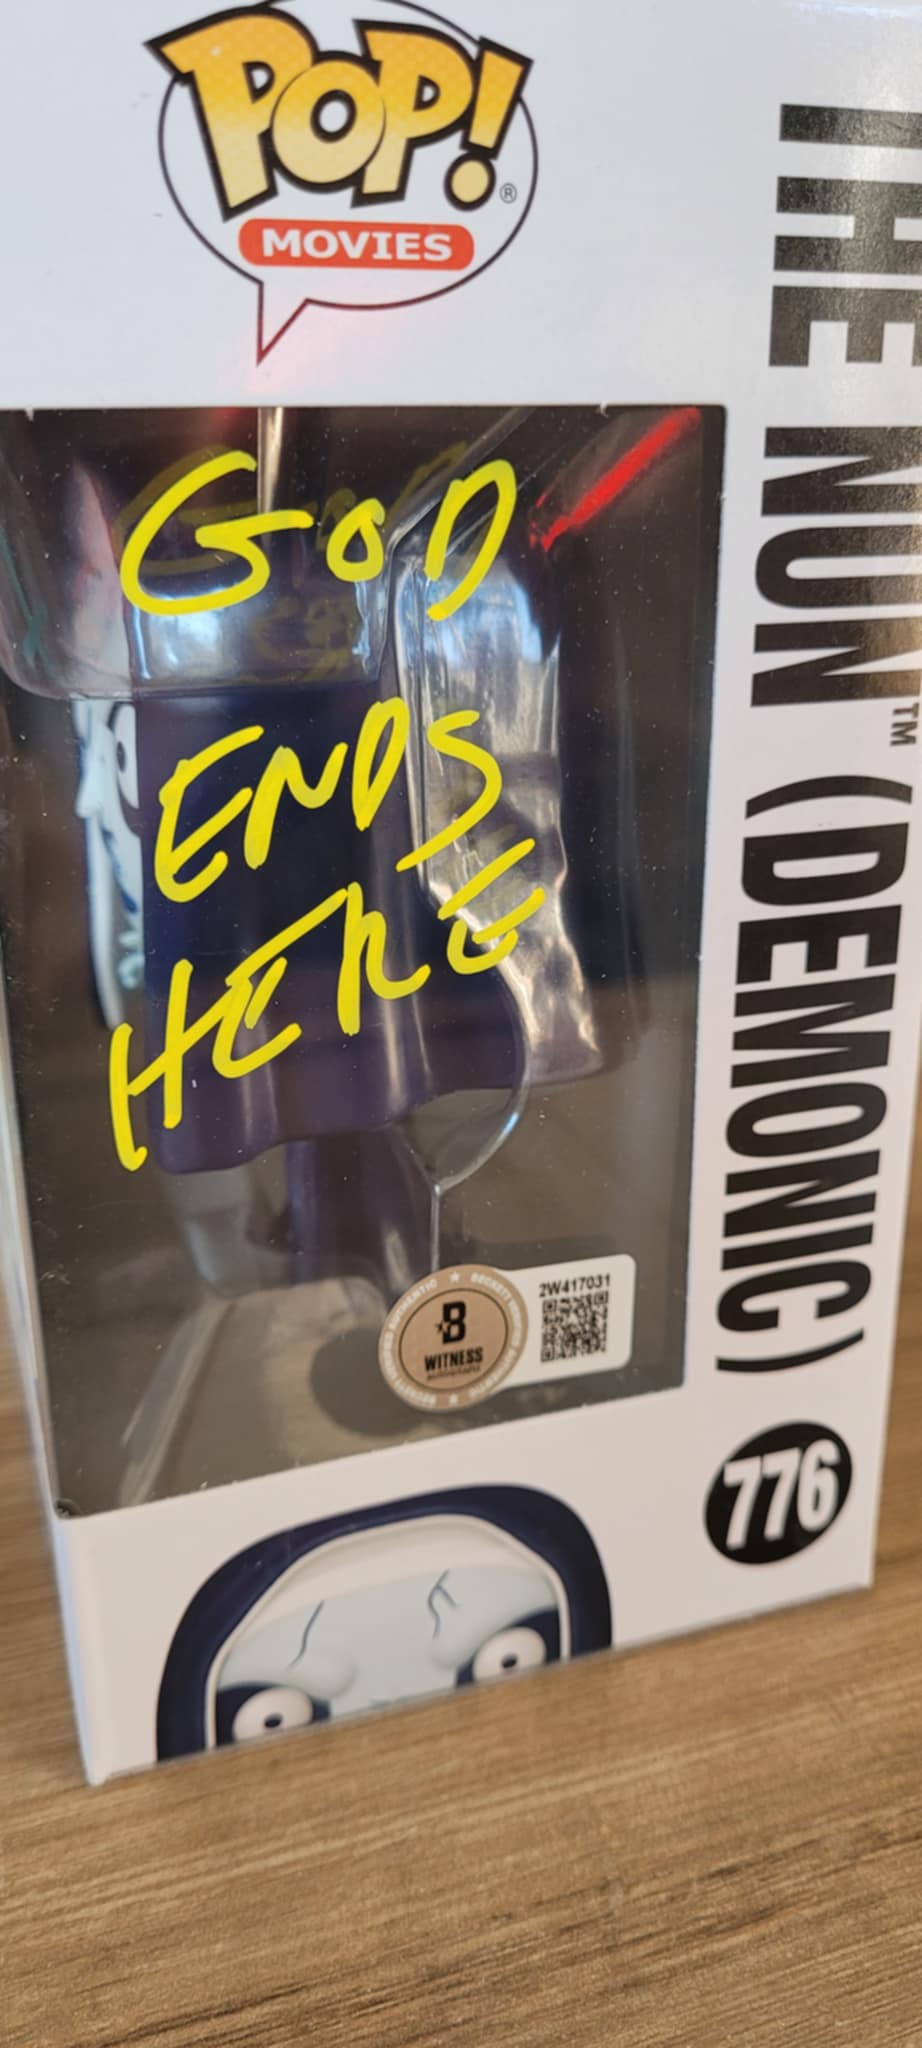 POP!®
MOVIES
THE NUN™ (DEMONIC)
GOD
ENDS
HERE
2W417031
B
WITNESS
776